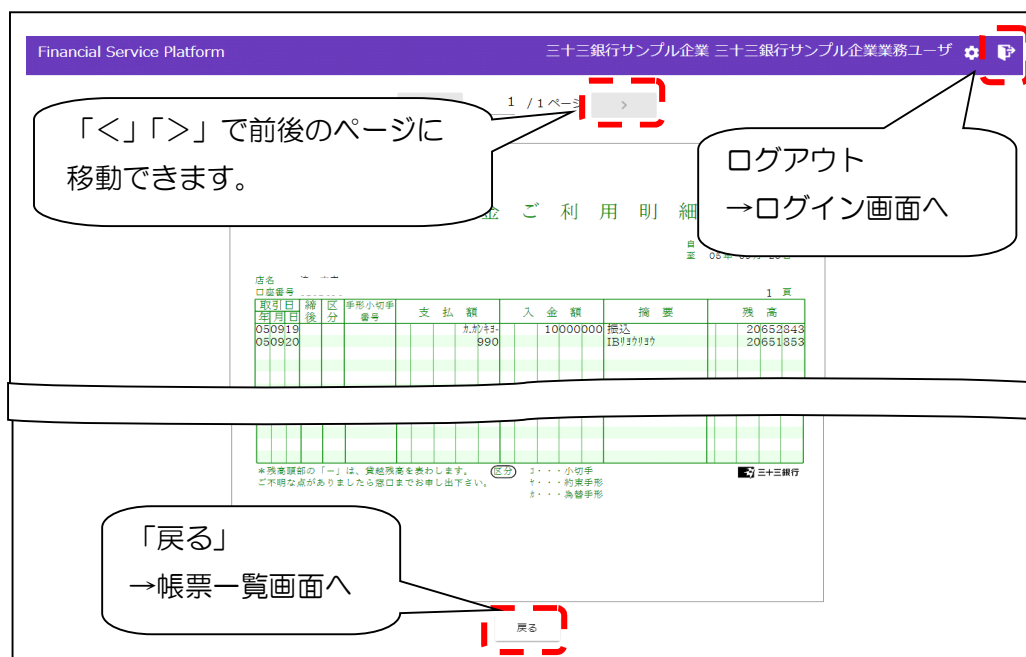 Financial Service Platform
三十三銀行サンプル企業 三十三銀行サンプル企業業務ユーザ
1 / 1 ページ
>
「＜」「＞」で前後のページに
移動できます。
ログアウト
→ログイン画面へ
金 ご 利 用 明 細
自
至 05年
店名
口座番号
1 頁
取引日 締後 区分 手形小切手番号 支 払 額 入 金 額 摘 要 残 高
年月日
050919 カ.カンキヨ- 10000000 振込 20652843
050920 990 IBリヨウリヨウ 20651853
＊残高頭部の「－」は、貸越残高を表わします。 区分 コ・・・小切手
ご不明な点がありましたら窓口までお申し出下さい。 ヤ・・・約束手形
カ・・・為替手形
三十三銀行
「戻る」
→帳票一覧画面へ
戻る